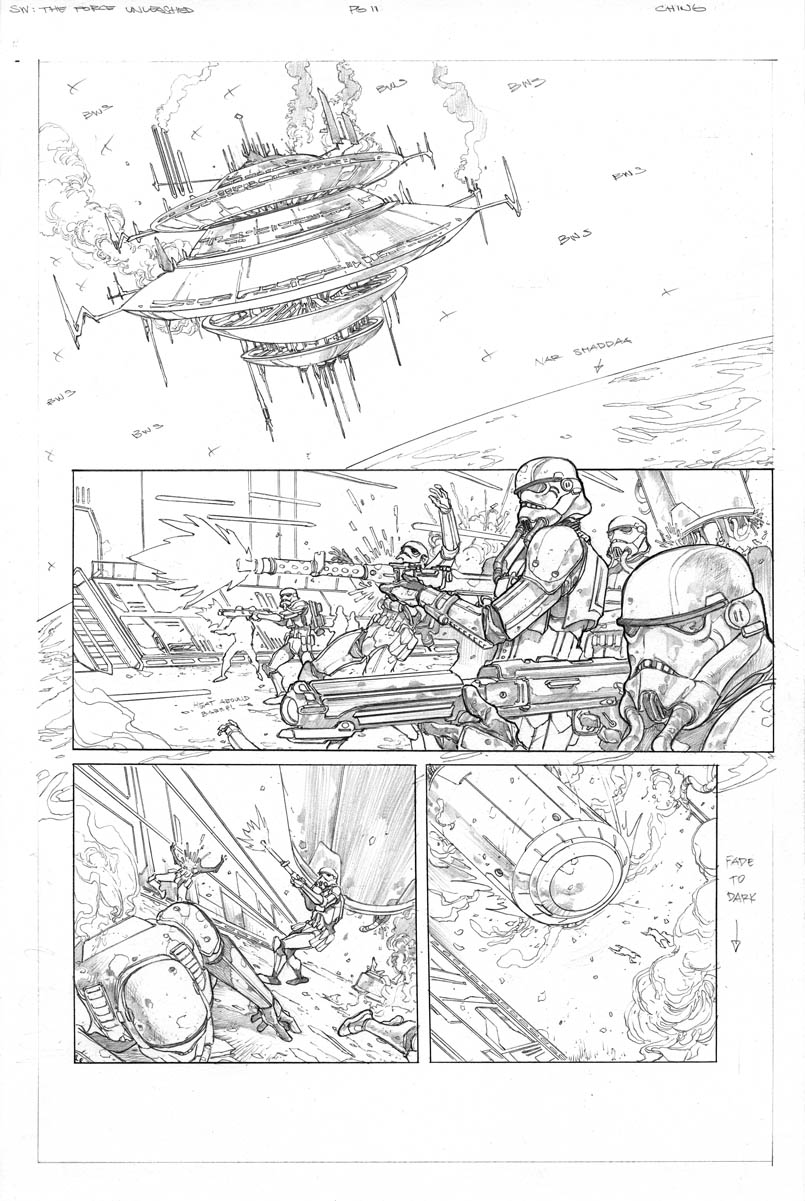 SW: THE FORCE UNLEASHED PG 11 CHING
BWS
BWS
BWS
BWS
BWS
NAR SHADDAA
BWS
BWS
HEAT AROUND
BARREL
FADE
TO
DARK